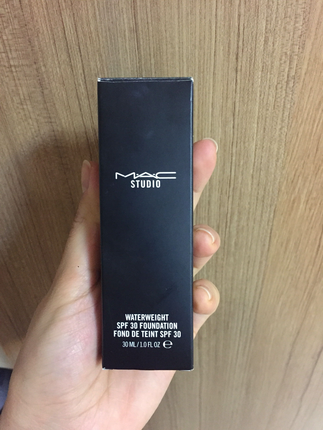 MAC
STUDIO
WATERWEIGHT
SPF 30 FOUNDATION
FOND DE TEINT SPF 30
30 ML / 1.0 FL OZ ℮